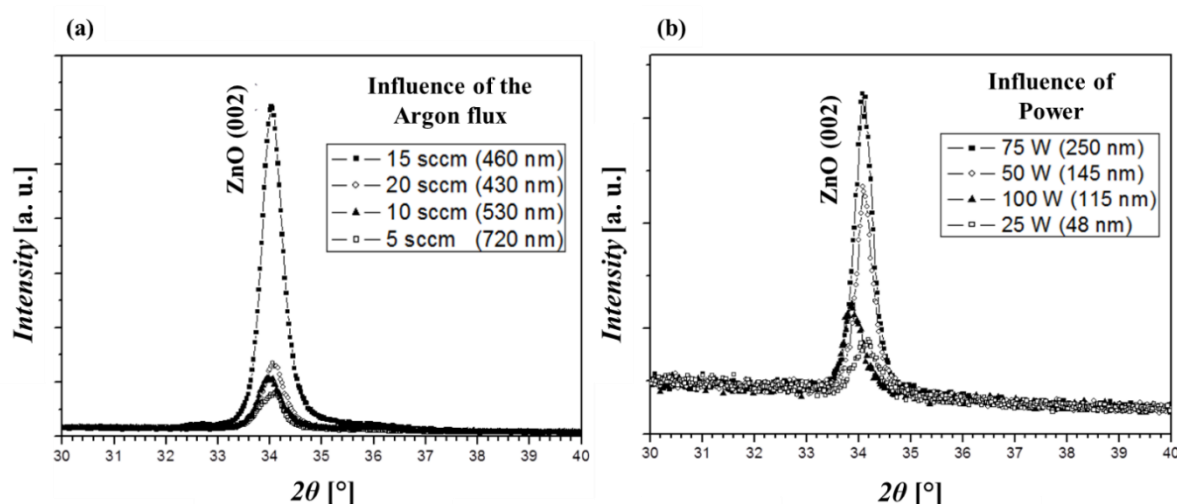 (a)
Intensity [a. u.]
ZnO (002)
Influence of the
Argon flux
15 sccm (460 nm)
20 sccm (430 nm)
10 sccm (530 nm)
5 sccm (720 nm)
30 31 32 33 34 35 36 37 38 39 40
2θ [°]
(b)
Intensity [a. u.]
ZnO (002)
Influence of
Power
75 W (250 nm)
50 W (145 nm)
100 W (115 nm)
25 W (48 nm)
30 31 32 33 34 35 36 37 38 39 40
2θ [°]